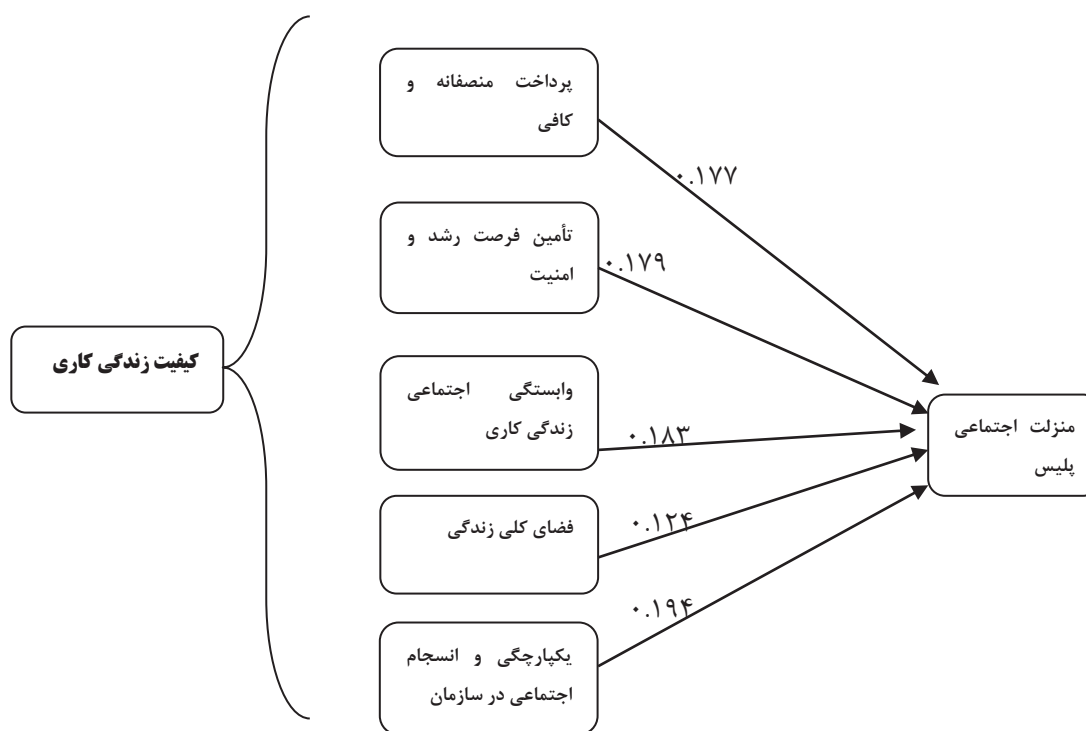 پرداخت منصفانه و
کافی
۰.۱۷۷
تأمین فرصت رشد و
امنیت
۰.۱۷۹
کیفیت زندگی کاری
وابستگی اجتماعی
زندگی کاری
۰.۱۸۳
منزلت اجتماعی
پلیس
فضای کلی زندگی
۰.۱۲۴
یکپارچگی و انسجام
اجتماعی در سازمان
۰.۱۹۴